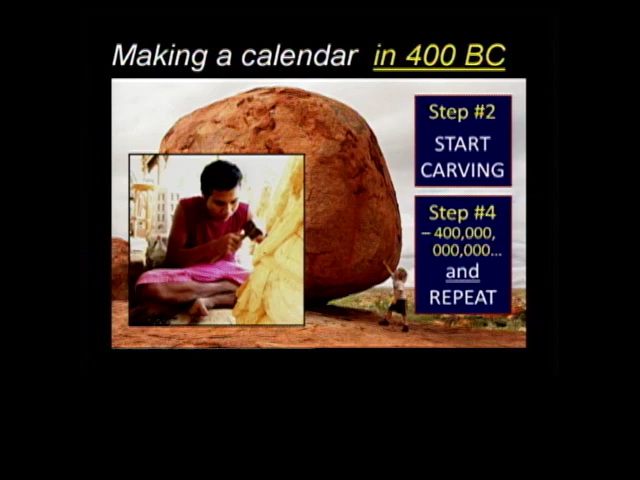 Making a calendar in 400 BC
Step #2
START
CARVING
Step #4
– 400,000,
000,000...
and
REPEAT